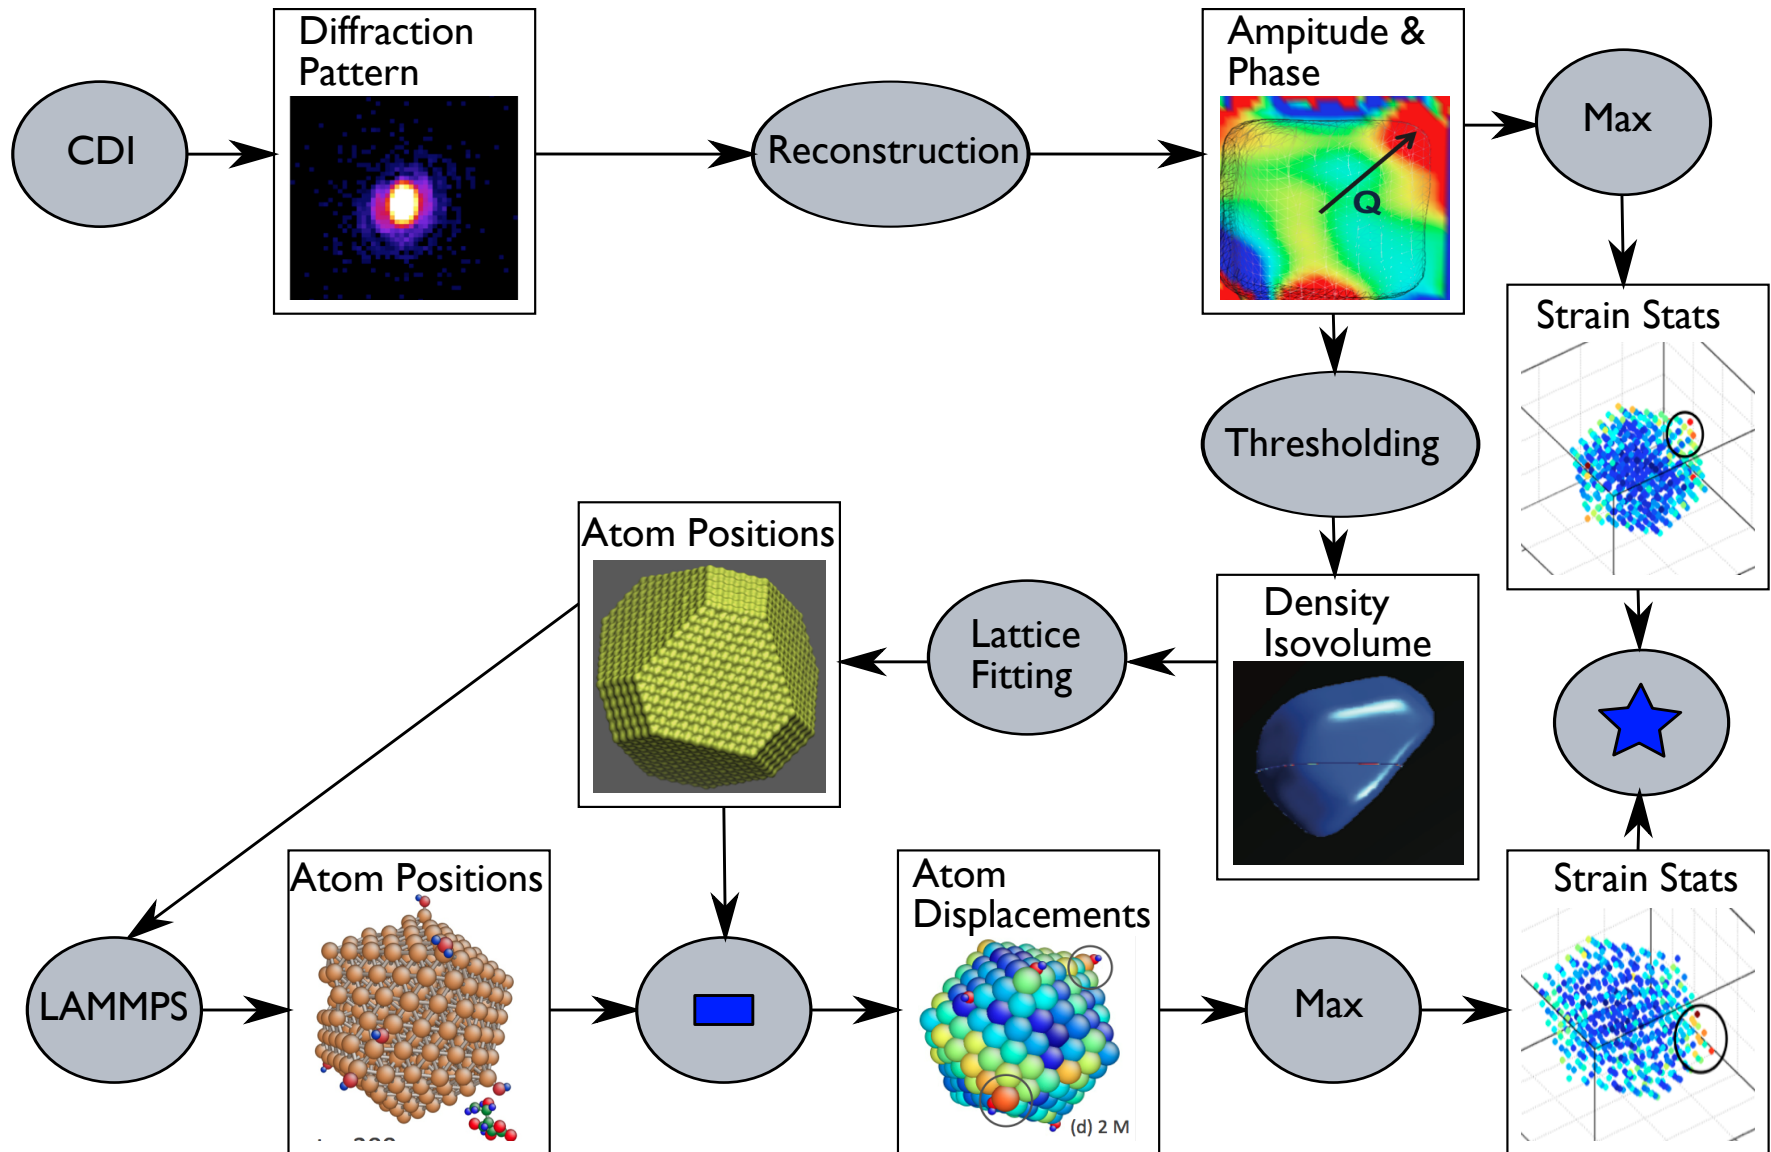 CDI
Diffraction
Pattern
Reconstruction
Ampitude &
Phase
Q
Max
Strain Stats
Thresholding
Density
Isovolume
Lattice
Fitting
Atom Positions
LAMMPS
Atom Positions
Atom
Displacements
(d) 2 M
Max
Strain Stats